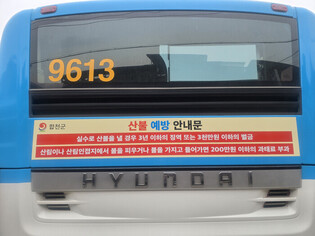 9613
합천군
산불 예방 안내문
실수로 산불을 낼 경우 3년 이하의 징역 또는 3천만원 이하의 벌금
산림이나 산림인접지에서 불을 피우거나 불을 가지고 들어가면 200만원 이하의 과태료 부과
HYUNDAI